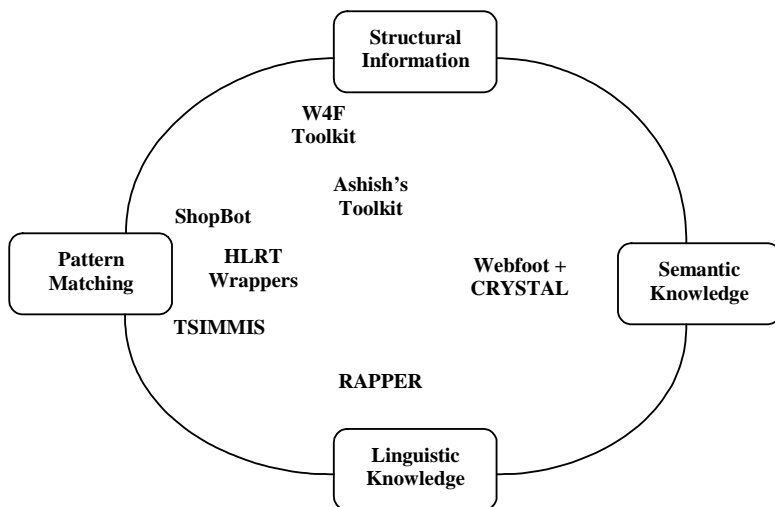 Structural
Information
W4F
Toolkit
Ashish's
Toolkit
ShopBot
Pattern
Matching
HLRT
Wrappers
Webfoot +
CRYSTAL
Semantic
Knowledge
TSIMMIS
RAPPER
Linguistic
Knowledge